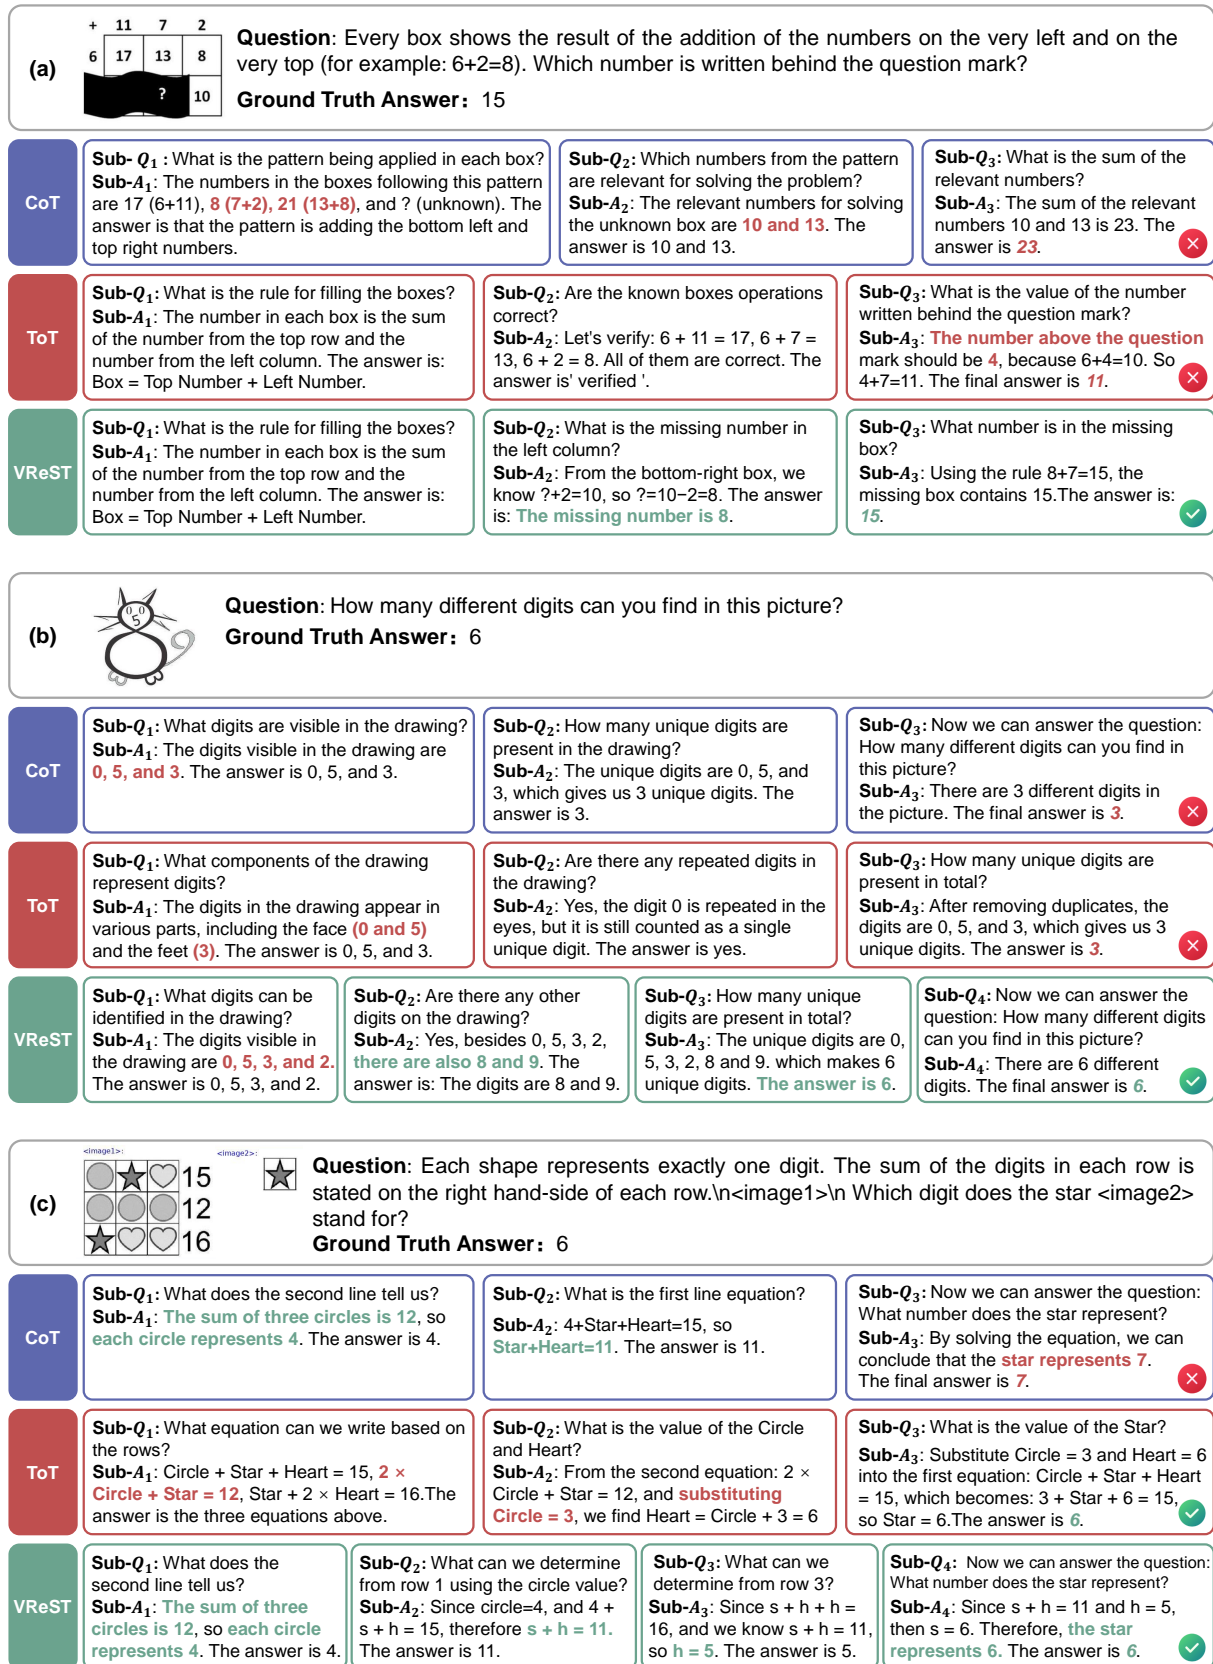 + 11 7 2
6 17 13 8
? 10
(a)
Question: Every box shows the result of the addition of the numbers on the very left and on the
very top (for example: 6+2=8). Which number is written behind the question mark?
Ground Truth Answer: 15
CoT
Sub-Q₁: What is the pattern being applied in each box?
Sub-A₁: The numbers in the boxes following this pattern
are 17 (6+11), 8 (7+2), 21 (13+8), and ? (unknown). The
answer is that the pattern is adding the bottom left and
top right numbers.
Sub-Q₂: Which numbers from the pattern
are relevant for solving the problem?
Sub-A₂: The relevant numbers for solving
the unknown box are 10 and 13. The
answer is 10 and 13.
Sub-Q₃: What is the sum of the
relevant numbers?
Sub-A₃: The sum of the relevant
numbers 10 and 13 is 23. The
answer is 23.
ToT
Sub-Q₁: What is the rule for filling the boxes?
Sub-A₁: The number in each box is the sum
of the number from the top row and the
number from the left column. The answer is:
Box = Top Number + Left Number.
Sub-Q₂: Are the known boxes operations
correct?
Sub-A₂: Let's verify: 6 + 11 = 17, 6 + 7 =
13, 6 + 2 = 8. All of them are correct. The
answer is' verified '.
Sub-Q₃: What is the value of the number
written behind the question mark?
Sub-A₃: The number above the question
mark should be 4, because 6+4=10. So
4+7=11. The final answer is 11.
VReST
Sub-Q₁: What is the rule for filling the boxes?
Sub-A₁: The number in each box is the sum
of the number from the top row and the
number from the left column. The answer is:
Box = Top Number + Left Number.
Sub-Q₂: What is the missing number in
the left column?
Sub-A₂: From the bottom-right box, we
know ?+2=10, so ?=10−2=8. The answer
is: The missing number is 8.
Sub-Q₃: What number is in the missing
box?
Sub-A₃: Using the rule 8+7=15, the
missing box contains 15.The answer is:
15.
(b)
0 0
5
Question: How many different digits can you find in this picture?
Ground Truth Answer: 6
CoT
Sub-Q₁: What digits are visible in the drawing?
Sub-A₁: The digits visible in the drawing are
0, 5, and 3. The answer is 0, 5, and 3.
Sub-Q₂: How many unique digits are
present in the drawing?
Sub-A₂: The unique digits are 0, 5, and
3, which gives us 3 unique digits. The
answer is 3.
Sub-Q₃: Now we can answer the question:
How many different digits can you find in
this picture?
Sub-A₃: There are 3 different digits in
the picture. The final answer is 3.
ToT
Sub-Q₁: What components of the drawing
represent digits?
Sub-A₁: The digits in the drawing appear in
various parts, including the face (0 and 5)
and the feet (3). The answer is 0, 5, and 3.
Sub-Q₂: Are there any repeated digits in
the drawing?
Sub-A₂: Yes, the digit 0 is repeated in the
eyes, but it is still counted as a single
unique digit. The answer is yes.
Sub-Q₃: How many unique digits are
present in total?
Sub-A₃: After removing duplicates, the
digits are 0, 5, and 3, which gives us 3
unique digits. The answer is 3.
VReST
Sub-Q₁: What digits can be
identified in the drawing?
Sub-A₁: The digits visible in
the drawing are 0, 5, 3, and 2.
The answer is 0, 5, 3, and 2.
Sub-Q₂: Are there any other
digits on the drawing?
Sub-A₂: Yes, besides 0, 5, 3, 2,
there are also 8 and 9. The
answer is: The digits are 8 and 9.
Sub-Q₃: How many unique
digits are present in total?
Sub-A₃: The unique digits are 0,
5, 3, 2, 8 and 9. which makes 6
unique digits. The answer is 6.
Sub-Q₄: Now we can answer the
question: How many different digits
can you find in this picture?
Sub-A₄: There are 6 different
digits. The final answer is 6.
(c)
<image1>:
15
12
16
<image2>:
Question: Each shape represents exactly one digit. The sum of the digits in each row is
stated on the right hand-side of each row.\n<image1>\n Which digit does the star <image2>
stand for?
Ground Truth Answer: 6
CoT
Sub-Q₁: What does the second line tell us?
Sub-A₁: The sum of three circles is 12, so
each circle represents 4. The answer is 4.
Sub-Q₂: What is the first line equation?
Sub-A₂: 4+Star+Heart=15, so
Star+Heart=11. The answer is 11.
Sub-Q₃: Now we can answer the question:
What number does the star represent?
Sub-A₃: By solving the equation, we can
conclude that the star represents 7.
The final answer is 7.
ToT
Sub-Q₁: What equation can we write based on
the rows?
Sub-A₁: Circle + Star + Heart = 15, 2 ×
Circle + Star = 12, Star + 2 × Heart = 16.The
answer is the three equations above.
Sub-Q₂: What is the value of the Circle
and Heart?
Sub-A₂: From the second equation: 2 ×
Circle + Star = 12, and substituting
Circle = 3, we find Heart = Circle + 3 = 6
Sub-Q₃: What is the value of the Star?
Sub-A₃: Substitute Circle = 3 and Heart = 6
into the first equation: Circle + Star + Heart
= 15, which becomes: 3 + Star + 6 = 15,
so Star = 6.The answer is 6.
VReST
Sub-Q₁: What does the
second line tell us?
Sub-A₁: The sum of three
circles is 12, so each circle
represents 4. The answer is 4.
Sub-Q₂: What can we determine
from row 1 using the circle value?
Sub-A₂: Since circle=4, and 4 +
s + h = 15, therefore s + h = 11.
The answer is 11.
Sub-Q₃: What can we
determine from row 3?
Sub-A₃: Since s + h + h =
16, and we know s + h = 11,
so h = 5. The answer is 5.
Sub-Q₄: Now we can answer the question:
What number does the star represent?
Sub-A₄: Since s + h = 11 and h = 5,
then s = 6. Therefore, the star
represents 6. The answer is 6.